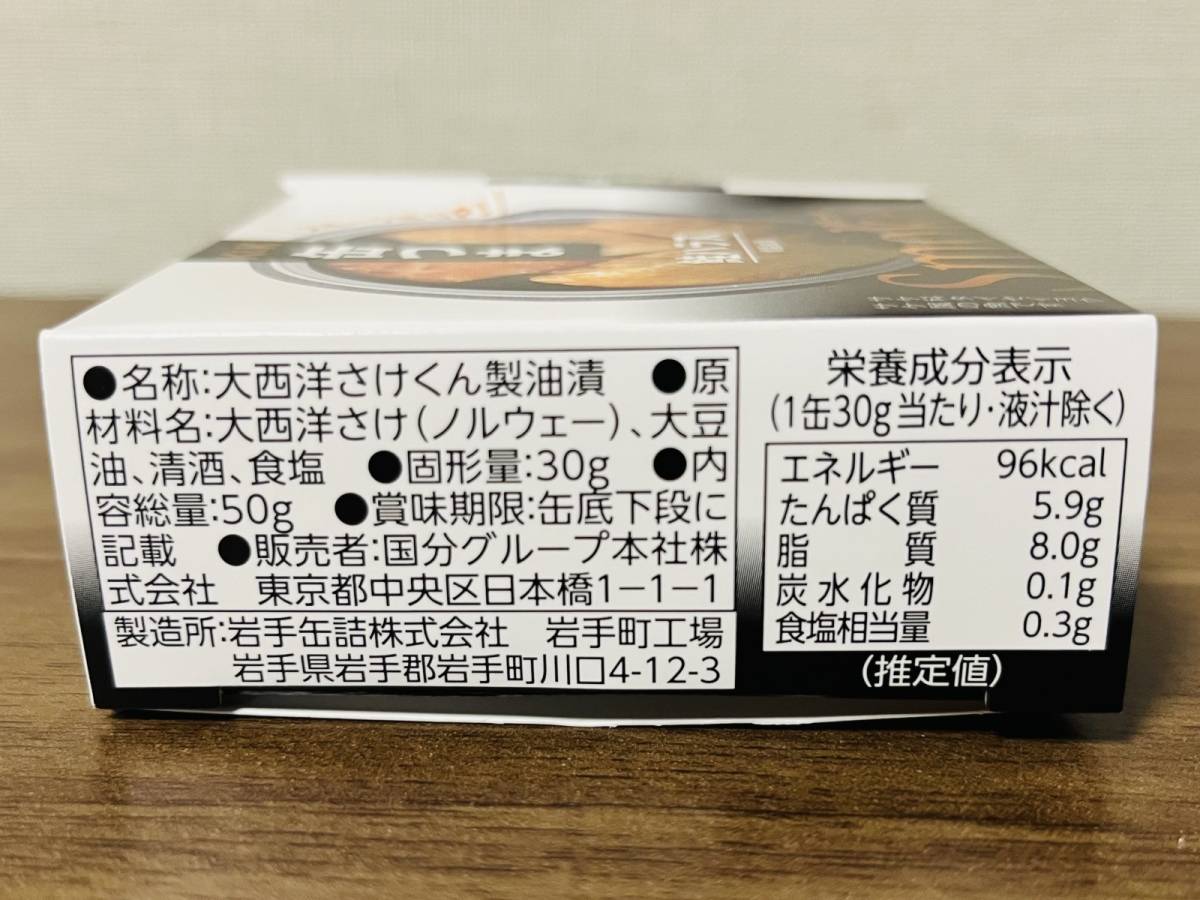 ●名称:大西洋さけくん製油漬 ●原
材料名:大西洋さけ(ノルウェー)、大豆
油、清酒、食塩 ●固形量:30g ●内
容総量:50g ●賞味期限:缶底下段に
記載 ●販売者:国分グループ本社株
式会社 東京都中央区日本橋1-1-1
製造所:岩手缶詰株式会社 岩手町工場
岩手県岩手郡岩手町川口4-12-3
栄養成分表示
(1缶30g当たり・液汁除く)
エネルギー 96kcal
たんぱく質 5.9g
脂質 8.0g
炭水化物 0.1g
食塩相当量 0.3g
(推定値)